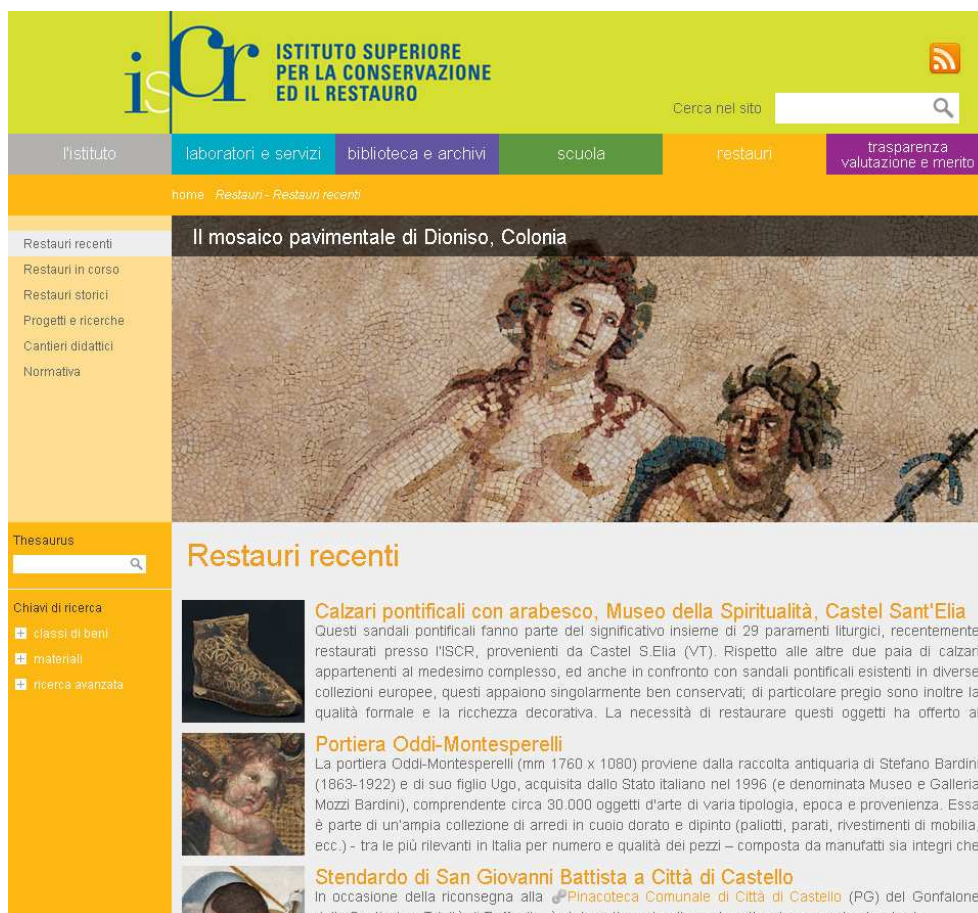 iscr ISTITUTO SUPERIORE
PER LA CONSERVAZIONE
ED IL RESTAURO
Cerca nel sito
l'istituto laboratori e servizi biblioteca e archivi scuola restauri trasparenza
valutazione e merito
home Restauri - Restauri recenti
Restauri recenti
Restauri in corso
Restauri storici
Progetti e ricerche
Cantieri didattici
Normativa
Il mosaico pavimentale di Dioniso, Colonia
Thesaurus
Chiavi di ricerca
classi di beni
materiali
ricerca avanzata
Restauri recenti
Calzari pontificali con arabesco, Museo della Spiritualità, Castel Sant'Elia
Questi sandali pontificali fanno parte del significativo insieme di 29 paramenti liturgici, recentemente
restaurati presso l'ISCR, provenienti da Castel S.Elia (VT). Rispetto alle altre due paia di calzari
appartenenti al medesimo complesso, ed anche in confronto con sandali pontificali esistenti in diverse
collezioni europee, questi appaiono singolarmente ben conservati; di particolare pregio sono inoltre la
qualità formale e la ricchezza decorativa. La necessità di restaurare questi oggetti ha offerto al
Portiera Oddi-Montesperelli
La portiera Oddi-Montesperelli (mm 1760 x 1080) proviene dalla raccolta antiquaria di Stefano Bardini
(1863-1922) e di suo figlio Ugo, acquisita dallo Stato italiano nel 1996 (e denominata Museo e Galleria
Mozzi Bardini), comprendente circa 30.000 oggetti d'arte di varia tipologia, epoca e provenienza. Essa
è parte di un'ampia collezione di arredi in cuoio dorato e dipinto (paliotti, parati, rivestimenti di mobilia,
ecc.) - tra le più rilevanti in Italia per numero e qualità dei pezzi – composta da manufatti sia integri che
Stendardo di San Giovanni Battista a Città di Castello
In occasione della riconsegna alla Pinacoteca Comunale di Città di Castello (PG) del Gonfalone